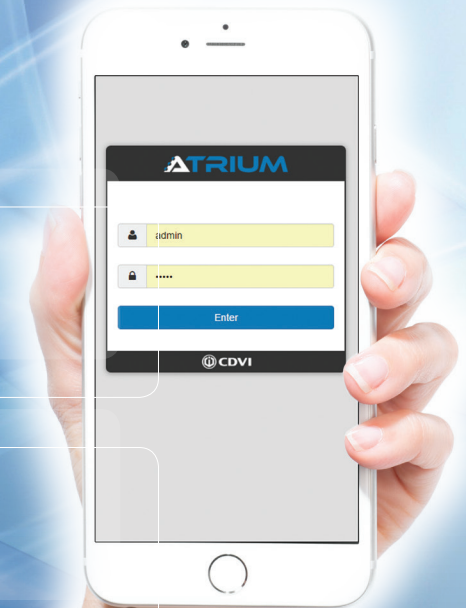 ATRIUM
admin
•••••
Enter
CDVI